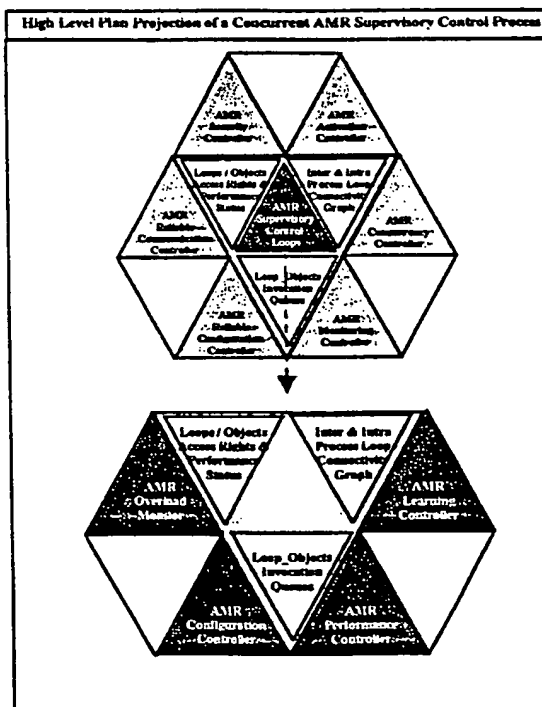 High Level Plan Projection of a Concurrent AMR Supervisory Control Process
AMR
Security
Controller
AMR
Activation
Controller
Loops / Objects
Access Rights &
Performance
Status
Inter & Intra
Process Loop
Connectivity
Graph
AMR
Supervisory
Control
Loops
AMR
Reliable
Communication
Controller
AMR
Concurrency
Controller
Loop_Objects
Invocation
Queues
AMR
Reliable
Configuration
Controller
AMR
Monitoring
Controller
Loops / Objects
Access Rights &
Performance
Status
Inter & Intra
Process Loop
Connectivity
Graph
AMR
Overload
Monitor
AMR
Learning
Controller
Loop_Objects
Invocation
Queues
AMR
Configuration
Controller
AMR
Performance
Controller